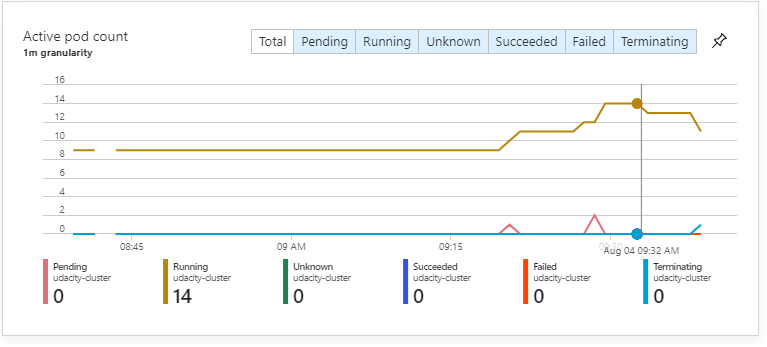 Active pod count
1m granularity
Total Pending Running Unknown Succeeded Failed Terminating
16
14
12
10
8
6
4
2
0
08:45 09 AM 09:15 09:30
Aug 04 09:32 AM
Pending Running Unknown Succeeded Failed Terminating
udacity-cluster udacity-cluster udacity-cluster udacity-cluster udacity-cluster udacity-cluster
0 14 0 0 0 0